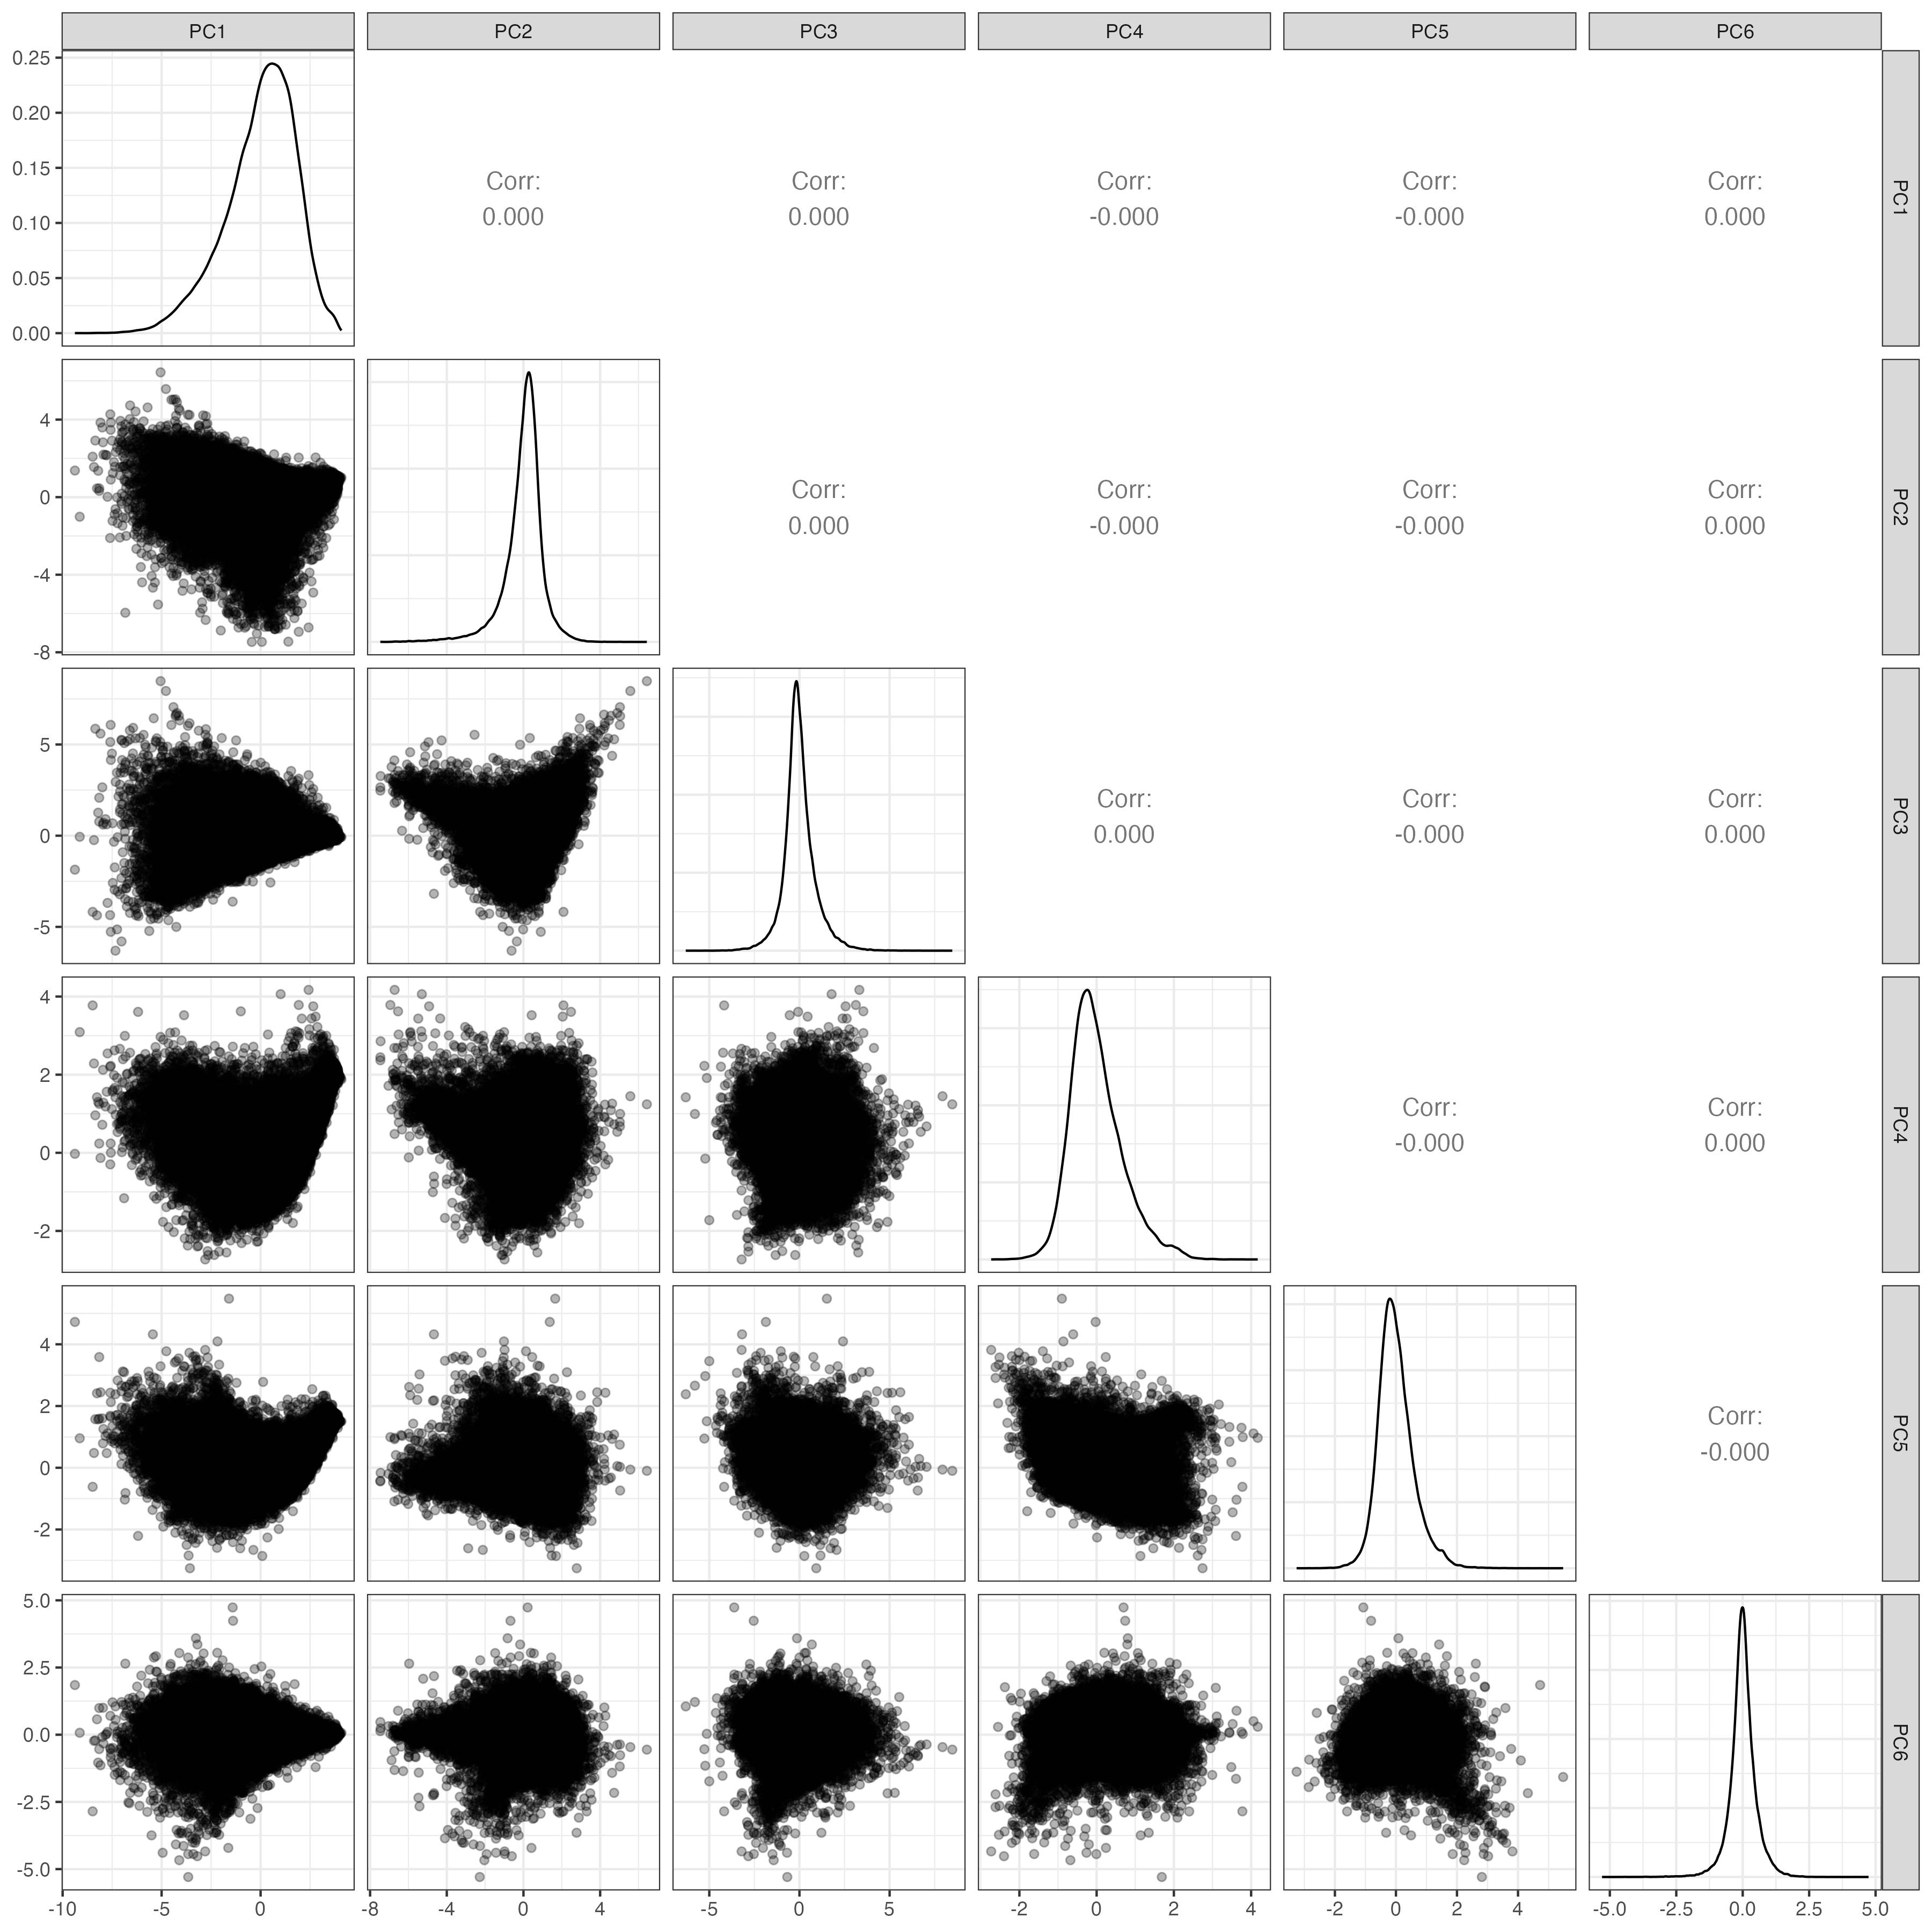 PC1 PC2 PC3 PC4 PC5 PC6
0.25
0.20
0.15
0.10
0.05
0.00
Corr: Corr: Corr: Corr: Corr:
0.000 0.000 -0.000 -0.000 0.000
PC1
4
0
-4
-8
Corr: Corr: Corr: Corr:
0.000 -0.000 -0.000 0.000
PC2
5
0
-5
Corr: Corr: Corr:
0.000 -0.000 0.000
PC3
4
2
0
-2
Corr: Corr:
-0.000 0.000
PC4
4
2
0
-2
Corr:
-0.000
PC5
5.0
2.5
0.0
-2.5
-5.0
PC6
-10 -5 0 -8 -4 0 4 -5 0 5 -2 0 2 4 -2 0 2 4 -5.0 -2.5 0.0 2.5 5.0